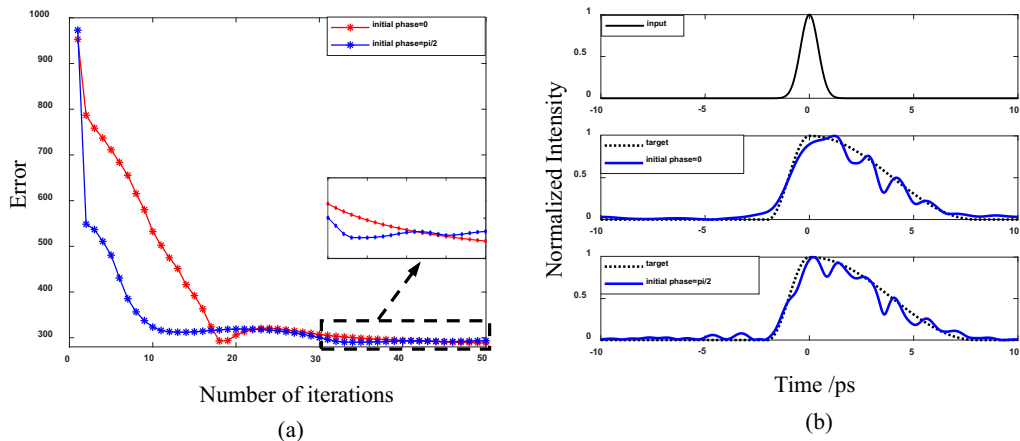 1000
900
800
700
600
500
400
300
0
10
20
30
40
50
Error
Number of iterations
initial phase=0
initial phase=pi/2
(a)
Normalized Intensity
1
0.5
0
-10
-5
0
5
10
input
1
0.5
0
-10
-5
0
5
10
target
initial phase=0
1
0.5
0
-10
-5
0
5
10
target
initial phase=pi/2
Time /ps
(b)